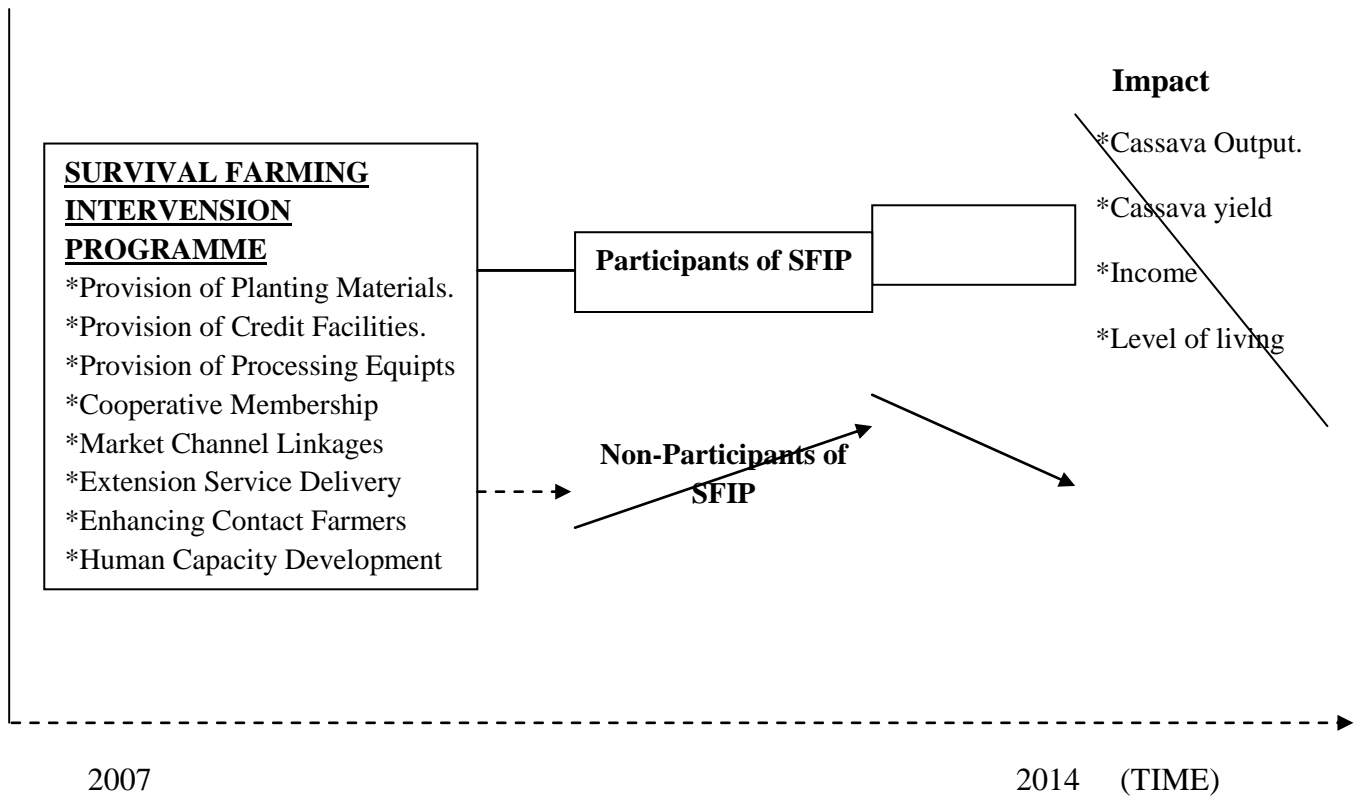 Impact
*Cassava Output.
*Cassava yield
*Income
*Level of living
SURVIVAL FARMING
INTERVENSION
PROGRAMME
*Provision of Planting Materials.
*Provision of Credit Facilities.
*Provision of Processing Equipts
*Cooperative Membership
*Market Channel Linkages
*Extension Service Delivery
*Enhancing Contact Farmers
*Human Capacity Development
Participants of SFIP
Non-Participants of
SFIP
2007
2014 (TIME)